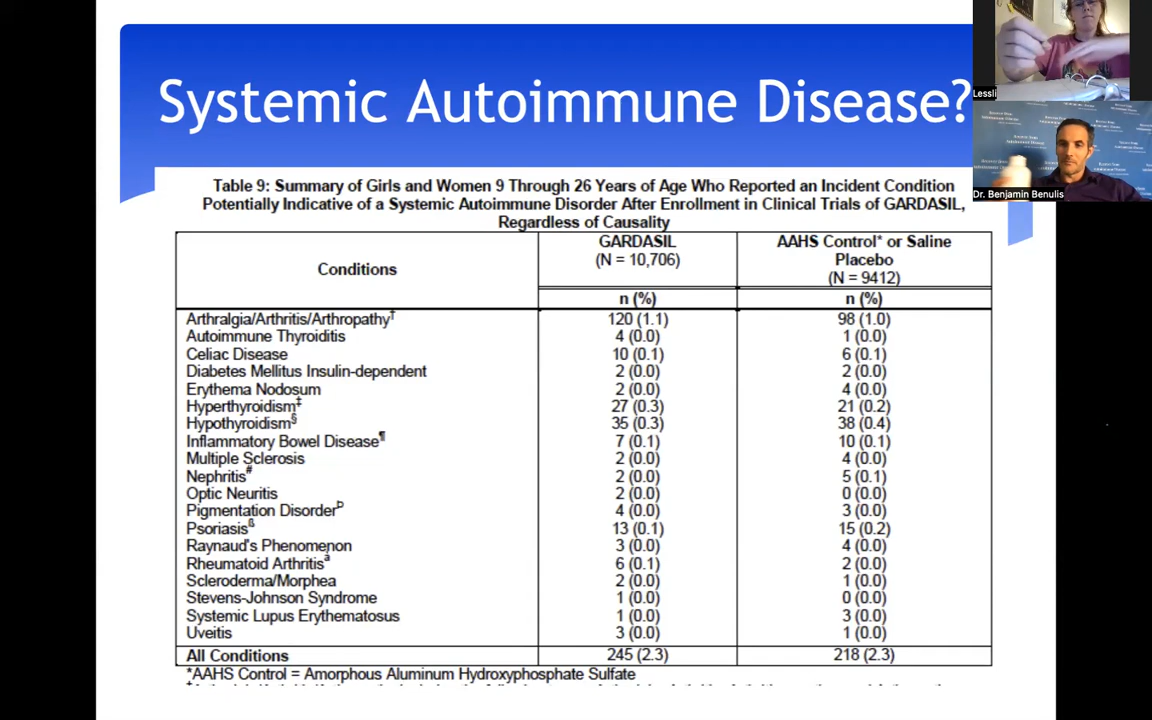 Systemic Autoimmune Disease?
Lessli
Dr. Benjamin Benulis
Table 9: Summary of Girls and Women 9 Through 26 Years of Age Who Reported an Incident Condition
Potentially Indicative of a Systemic Autoimmune Disorder After Enrollment in Clinical Trials of GARDASIL,
Regardless of Causality
Conditions GARDASIL (N = 10,706) AAHS Control* or Saline Placebo (N = 9412)
n (%) n (%)
Arthralgia/Arthritis/Arthropathy† 120 (1.1) 98 (1.0)
Autoimmune Thyroiditis 4 (0.0) 1 (0.0)
Celiac Disease 10 (0.1) 6 (0.1)
Diabetes Mellitus Insulin-dependent 2 (0.0) 2 (0.0)
Erythema Nodosum 2 (0.0) 4 (0.0)
Hyperthyroidism‡ 27 (0.3) 21 (0.2)
Hypothyroidism§ 35 (0.3) 38 (0.4)
Inflammatory Bowel Disease¶ 7 (0.1) 10 (0.1)
Multiple Sclerosis 2 (0.0) 4 (0.0)
Nephritis# 2 (0.0) 5 (0.1)
Optic Neuritis 2 (0.0) 0 (0.0)
Pigmentation Disorderᵇ 4 (0.0) 3 (0.0)
Psoriasisß 13 (0.1) 15 (0.2)
Raynaud's Phenomenon 3 (0.0) 4 (0.0)
Rheumatoid Arthritisª 6 (0.1) 2 (0.0)
Scleroderma/Morphea 2 (0.0) 1 (0.0)
Stevens-Johnson Syndrome 1 (0.0) 0 (0.0)
Systemic Lupus Erythematosus 1 (0.0) 3 (0.0)
Uveitis 3 (0.0) 1 (0.0)
All Conditions 245 (2.3) 218 (2.3)
*AAHS Control = Amorphous Aluminum Hydroxyphosphate Sulfate